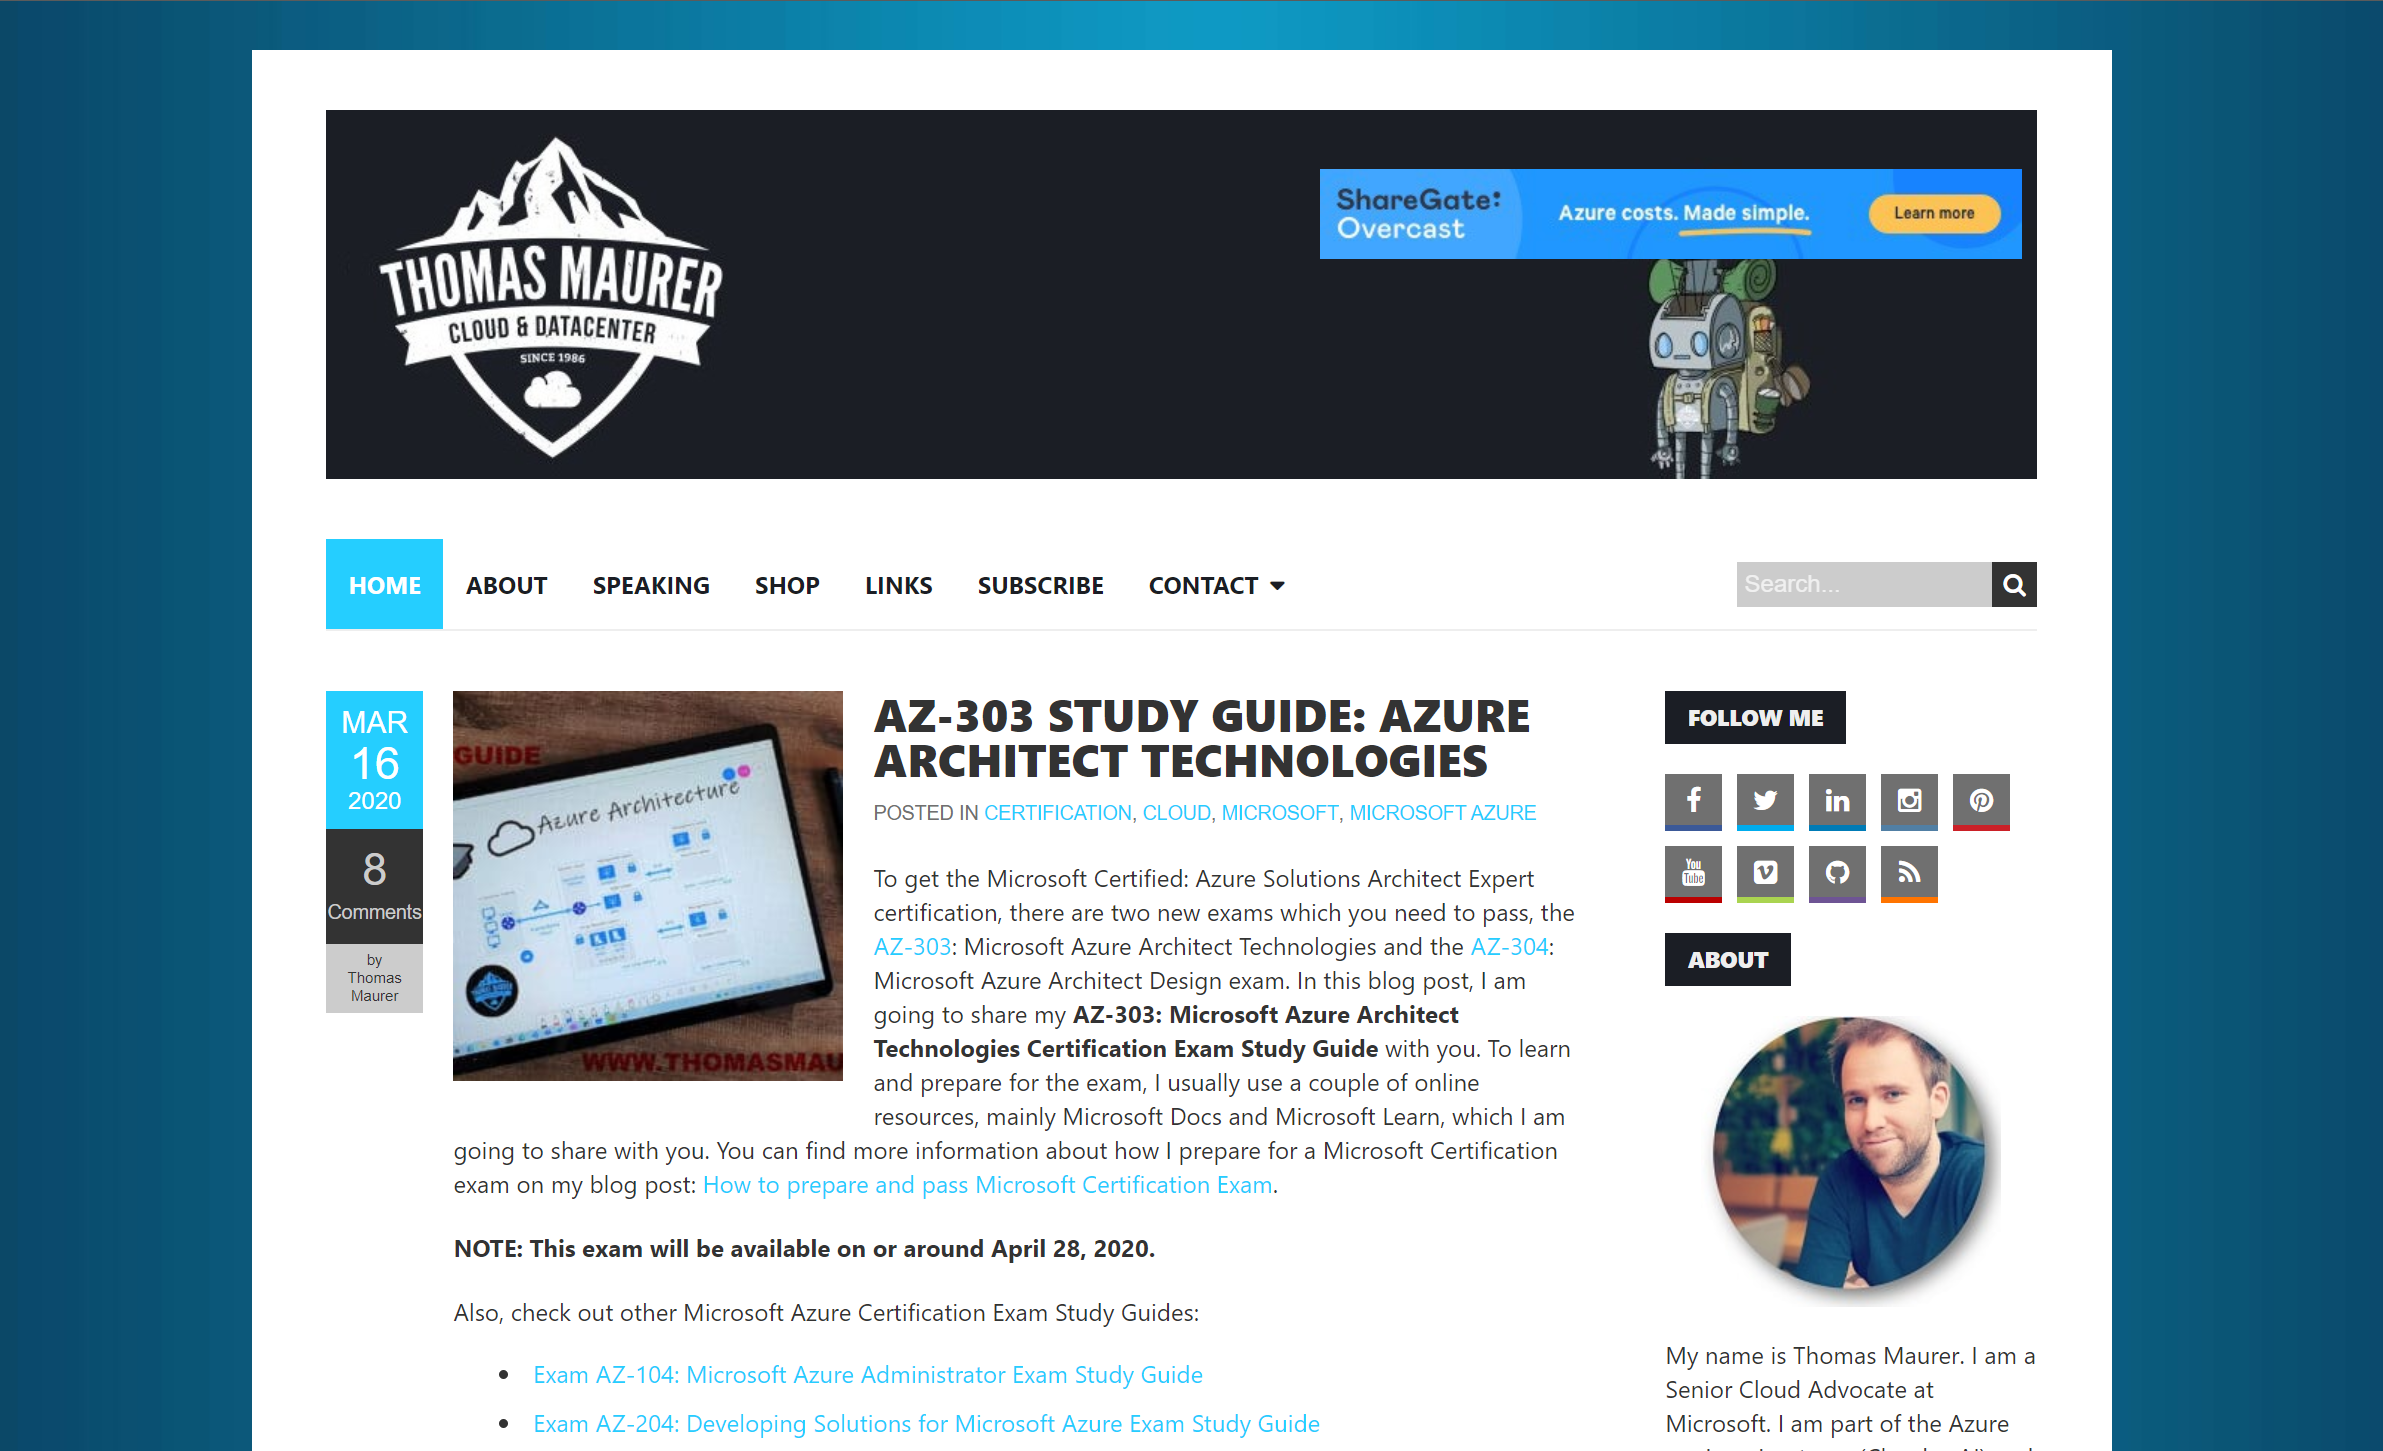 THOMAS MAURER
CLOUD & DATACENTER
SINCE 1986
ShareGate:
Overcast
Azure costs. Made simple.
Learn more
HOME
ABOUT
SPEAKING
SHOP
LINKS
SUBSCRIBE
CONTACT
Search...
MAR
16
2020
8
Comments
by
Thomas
Maurer
GUIDE
Azure Architecture
WWW.THOMASMAU
AZ-303 STUDY GUIDE: AZURE
ARCHITECT TECHNOLOGIES
POSTED IN CERTIFICATION, CLOUD, MICROSOFT, MICROSOFT AZURE
To get the Microsoft Certified: Azure Solutions Architect Expert
certification, there are two new exams which you need to pass, the
AZ-303: Microsoft Azure Architect Technologies and the AZ-304:
Microsoft Azure Architect Design exam. In this blog post, I am
going to share my AZ-303: Microsoft Azure Architect
Technologies Certification Exam Study Guide with you. To learn
and prepare for the exam, I usually use a couple of online
resources, mainly Microsoft Docs and Microsoft Learn, which I am
going to share with you. You can find more information about how I prepare for a Microsoft Certification
exam on my blog post: How to prepare and pass Microsoft Certification Exam.
NOTE: This exam will be available on or around April 28, 2020.
Also, check out other Microsoft Azure Certification Exam Study Guides:
Exam AZ-104: Microsoft Azure Administrator Exam Study Guide
Exam AZ-204: Developing Solutions for Microsoft Azure Exam Study Guide
FOLLOW ME
You
Tube
ABOUT
My name is Thomas Maurer. I am a
Senior Cloud Advocate at
Microsoft. I am part of the Azure